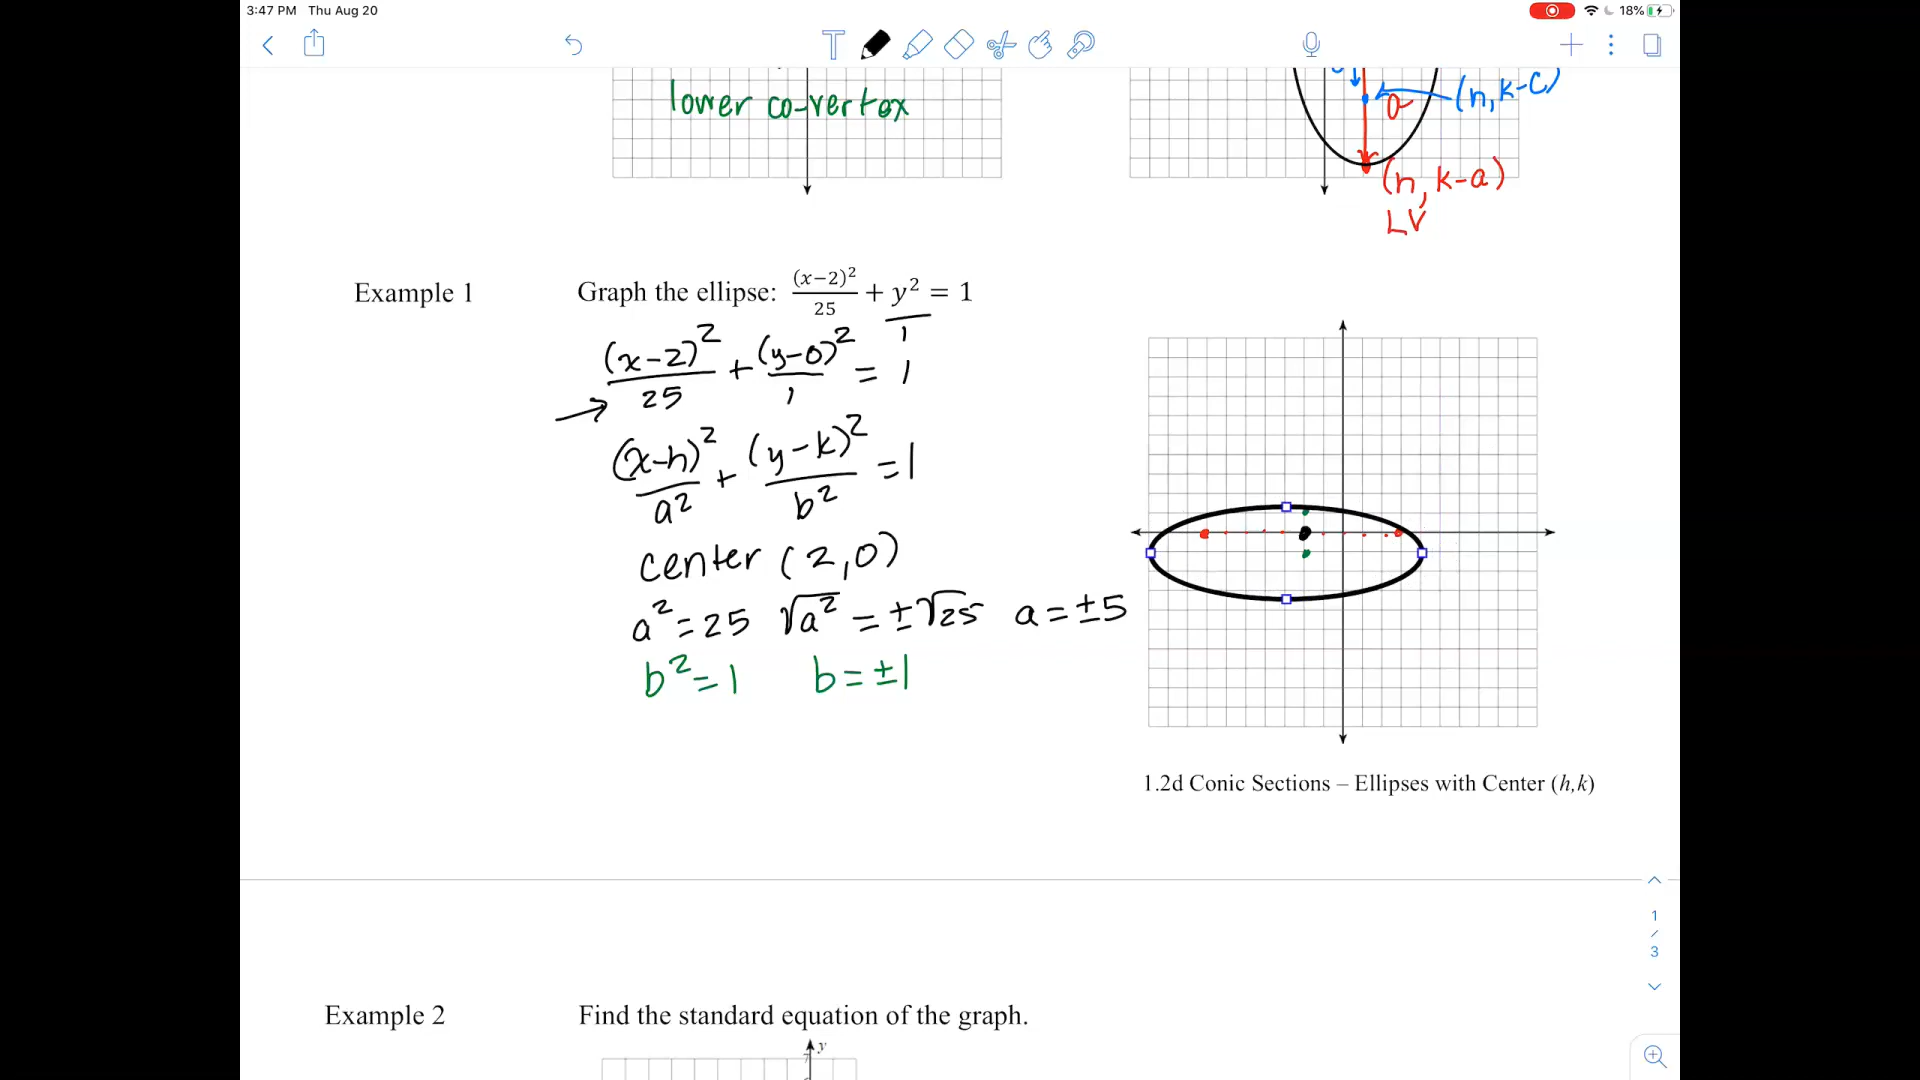 3:47 PM Thu Aug 20
18%
T
lower co-vertex
(h, k-c)
a
(h, k-a)
LV
Example 1 Graph the ellipse: (x−2)²/25 + y²/1 = 1
(x-2)²/25 + (y-0)²/1 = 1
(x-h)²/a² + (y-k)²/b² = 1
center (2,0)
a²=25 √a² = ±√25 a=±5
b²=1 b=±1
1.2d Conic Sections – Ellipses with Center (h,k)
1
/
3
Example 2 Find the standard equation of the graph.
y
7